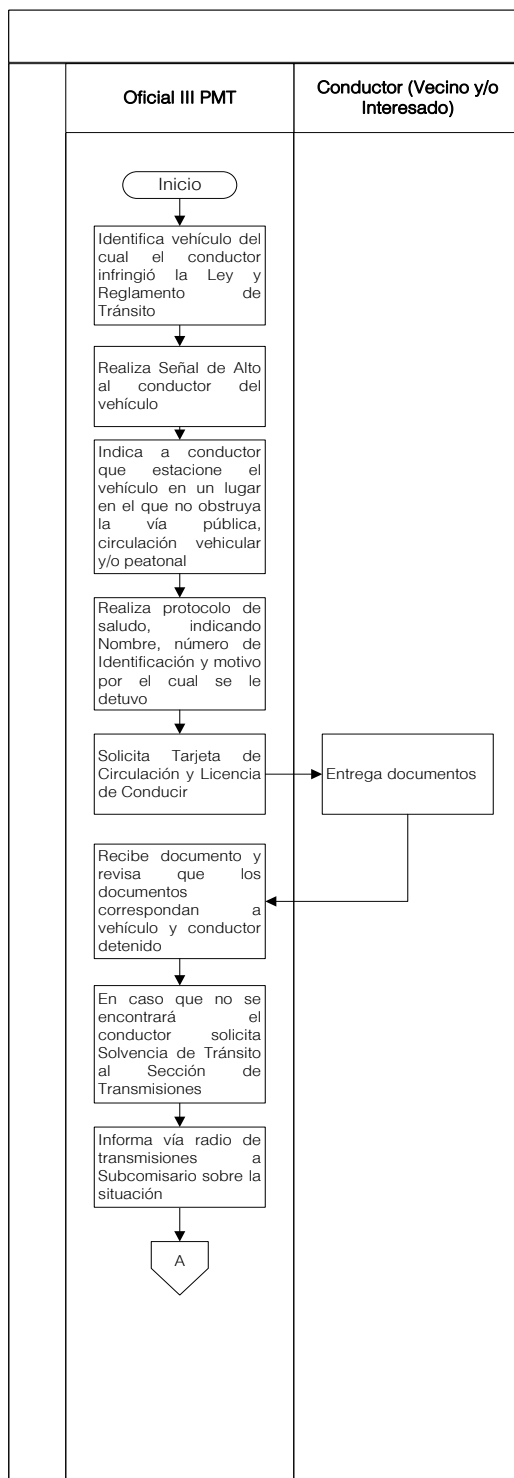 Oficial III PMT
Conductor (Vecino y/o
Interesado)
Inicio
Identifica vehículo del
cual el conductor
infringió la Ley y
Reglamento de
Tránsito
Realiza Señal de Alto
al conductor del
vehículo
Indica a conductor
que estacione el
vehículo en un lugar
en el que no obstruya
la vía pública,
circulación vehicular
y/o peatonal
Realiza protocolo de
saludo, indicando
Nombre, número de
Identificación y motivo
por el cual se le
detuvo
Solicita Tarjeta de
Circulación y Licencia
de Conducir
Entrega documentos
Recibe documento y
revisa que los
documentos
correspondan a
vehículo y conductor
detenido
En caso que no se
encontrará el
conductor solicita
Solvencia de Tránsito
al Sección de
Transmisiones
Informa vía radio de
transmisiones a
Subcomisario sobre la
situación
A